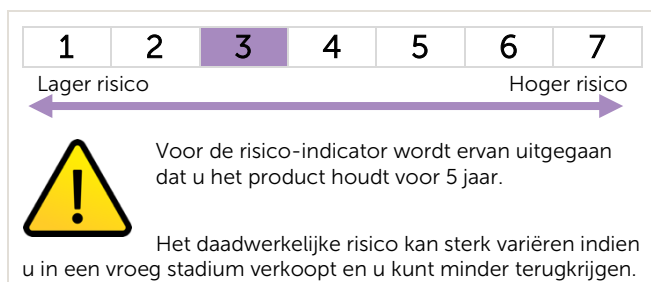 1 2 3 4 5 6 7
Lager risico Hoger risico
Voor de risico-indicator wordt ervan uitgegaan
dat u het product houdt voor 5 jaar.
Het daadwerkelijke risico kan sterk variëren indien
u in een vroeg stadium verkoopt en u kunt minder terugkrijgen.